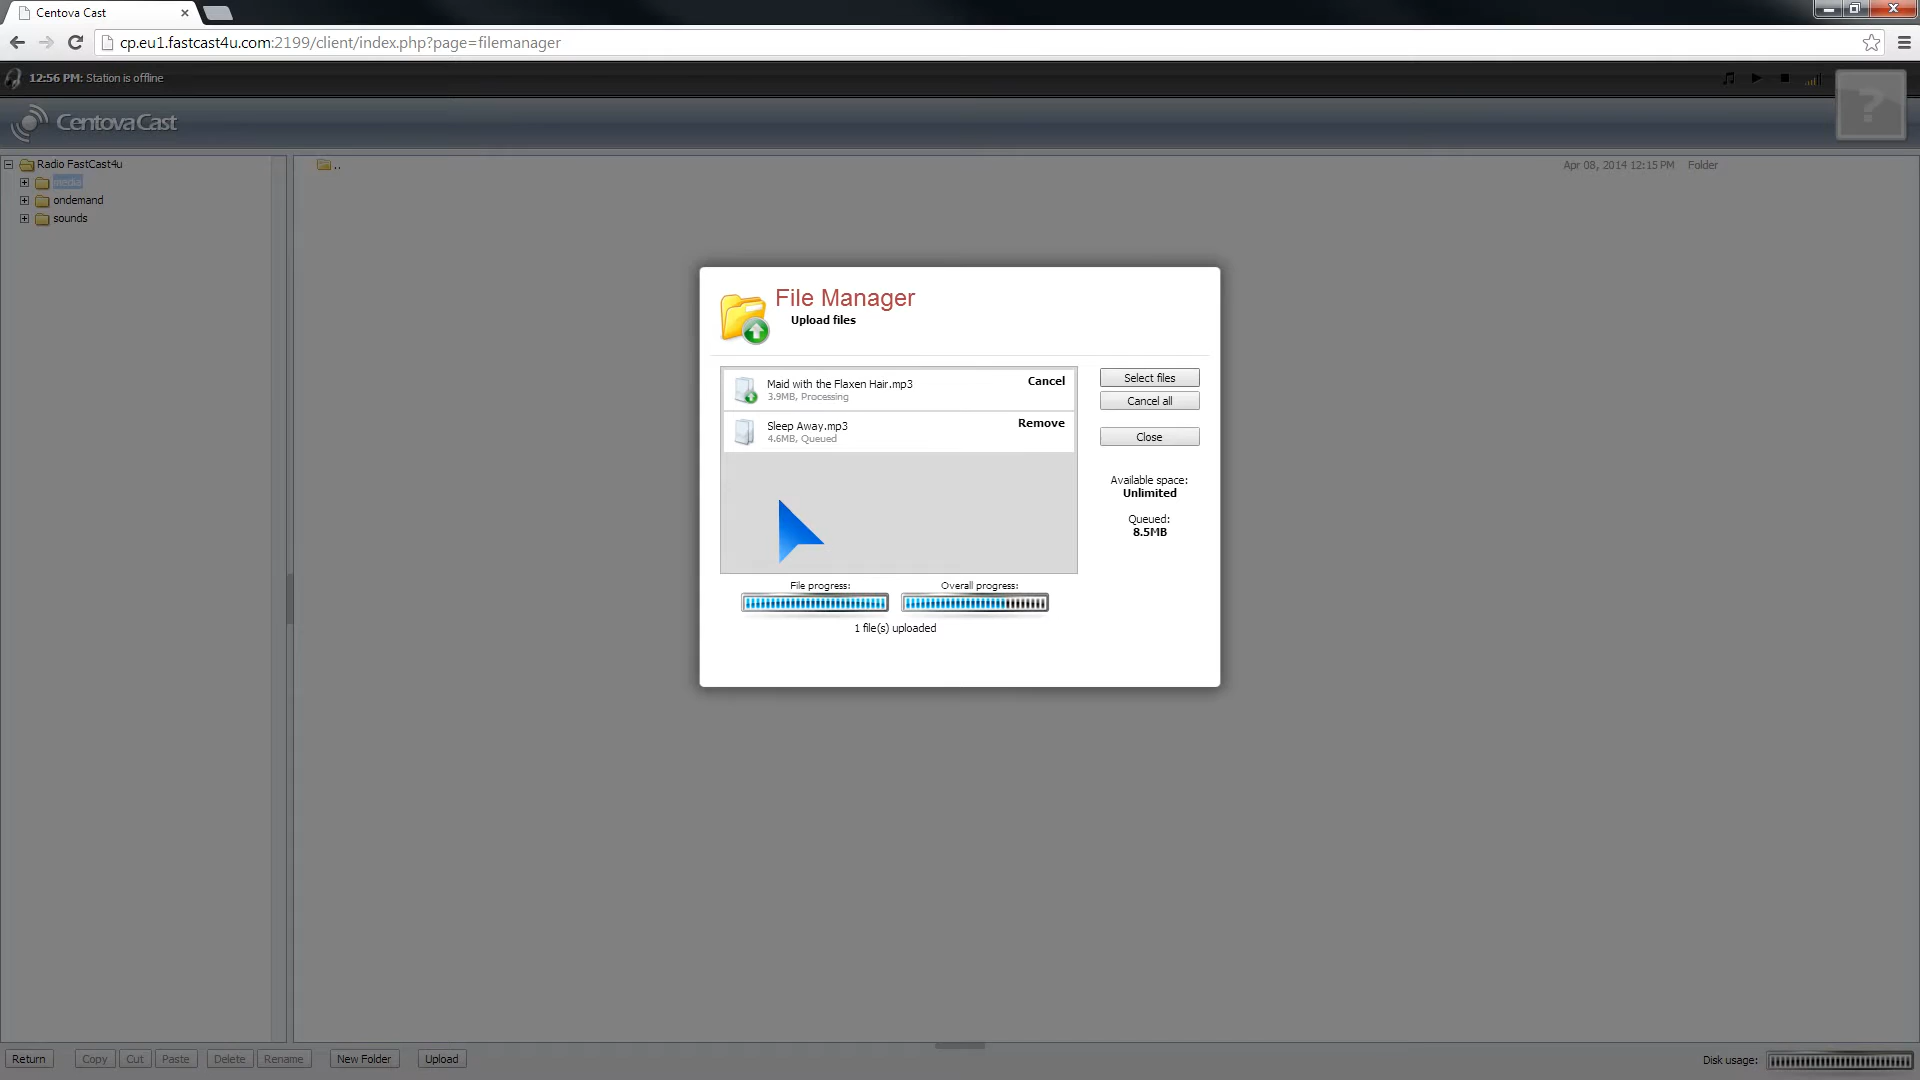 Centova Cast
cp.eu1.fastcast4u.com:2199/client/index.php?page=filemanager
12:56 PM: Station is offline
CentovaCast
?
Radio FastCast4u
media
ondemand
sounds
..
Apr 08, 2014 12:15 PM Folder
File Manager
Upload files
Maid with the Flaxen Hair.mp3
3.9MB, Processing
Cancel
Sleep Away.mp3
4.6MB, Queued
Remove
Select files
Cancel all
Close
Available space:
Unlimited
Queued:
8.5MB
File progress:
Overall progress:
1 file(s) uploaded
Return Copy Cut Paste Delete Rename New Folder Upload
Disk usage: